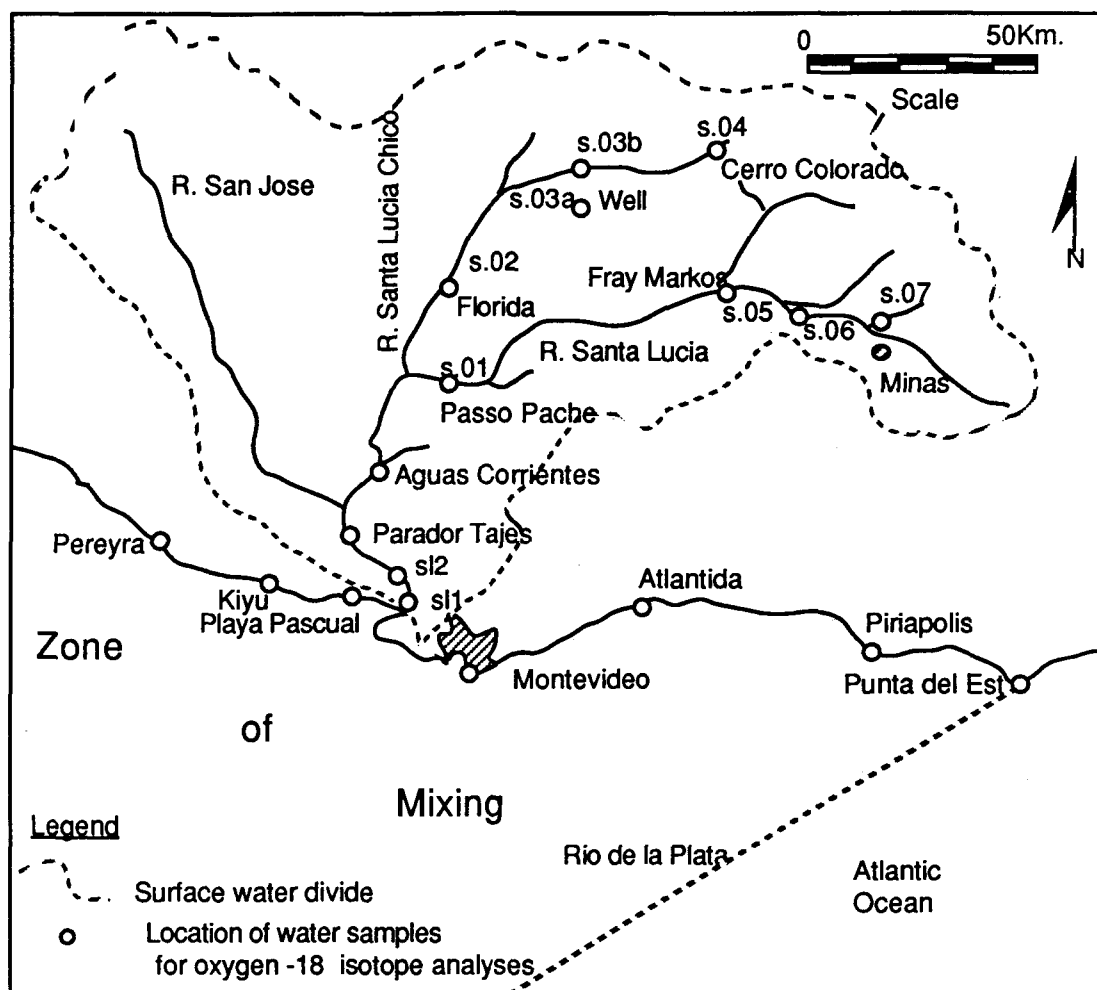 0 50Km.
Scale
N
R. San Jose
R. Santa Lucia Chico
s.03b
s.04
Cerro Colorado
s.03a Well
s.02
Florida
Fray Markos
s.05
s.06
s.07
Minas
R. Santa Lucia
s.01
Passo Pache
Aguas Corriéntes
Parador Tajes
sl2
sl1
Pereyra
Kiyu
Playa Pascual
Atlantida
Piriapolis
Punta del Est
Montevideo
Zone
of
Mixing
Rio de la Plata
Atlantic
Ocean
Legend
Surface water divide
Location of water samples
for oxygen -18 isotope analyses